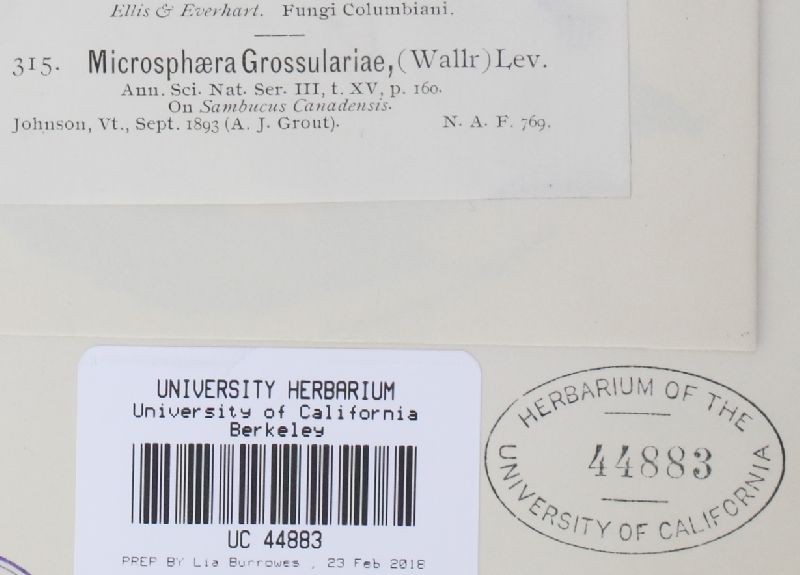 Ellis & Everhart. Fungi Columbiani.
315. Microsphæra Grossulariae, (Wallr) Lev.
Ann. Sci. Nat. Ser. III, t. XV, p. 160.
On Sambucus Canadensis.
Johnson, Vt., Sept. 1893 (A. J. Grout). N. A. F. 769.
UNIVERSITY HERBARIUM
University of California
Berkeley
UC 44883
PREP BY Lia Burrowes , 23 Feb 2018
HERBARIUM OF THE
44883
UNIVERSITY OF CALIFORNIA